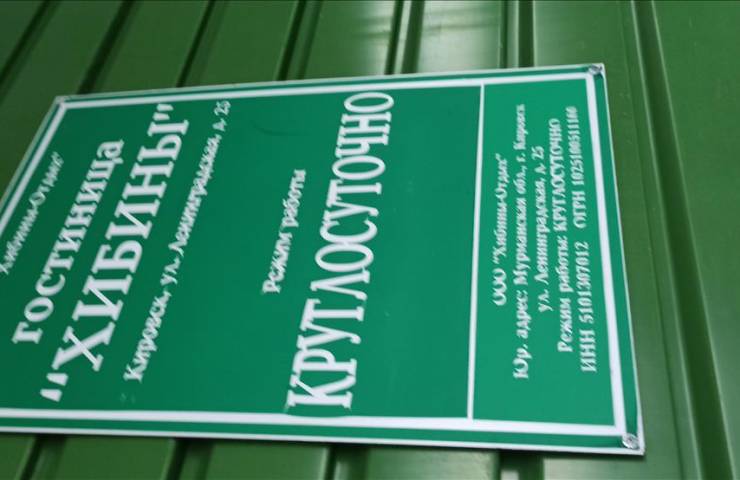 Хибины-Отдых"
ГОСТИНИЦА
"ХИБИНЫ"
Кировск, ул. Ленинградская, д. 25
Режим работы
КРУГЛОСУТОЧНО
ООО "Хибины-Отдых"
Юр. адрес: Мурманская обл., г. Кировск
ул. Ленинградская, д. 25
Режим работы: КРУГЛОСУТОЧНО
ИНН 5101307012 ОГРН 1025100511166